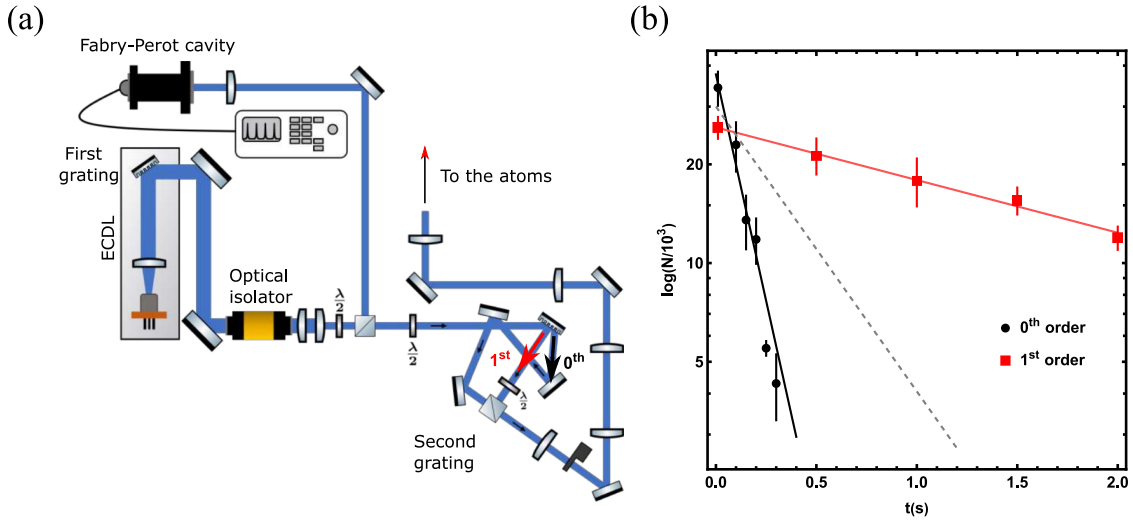 (a)
Fabry-Perot cavity
First
grating
ECDL
Optical
isolator
λ/2
λ/2
To the atoms
1st
0th
λ/2
Second
grating
(b)
log(N/10³)
20
10
5
0th order
1st order
0.0 0.5 1.0 1.5 2.0
t(s)